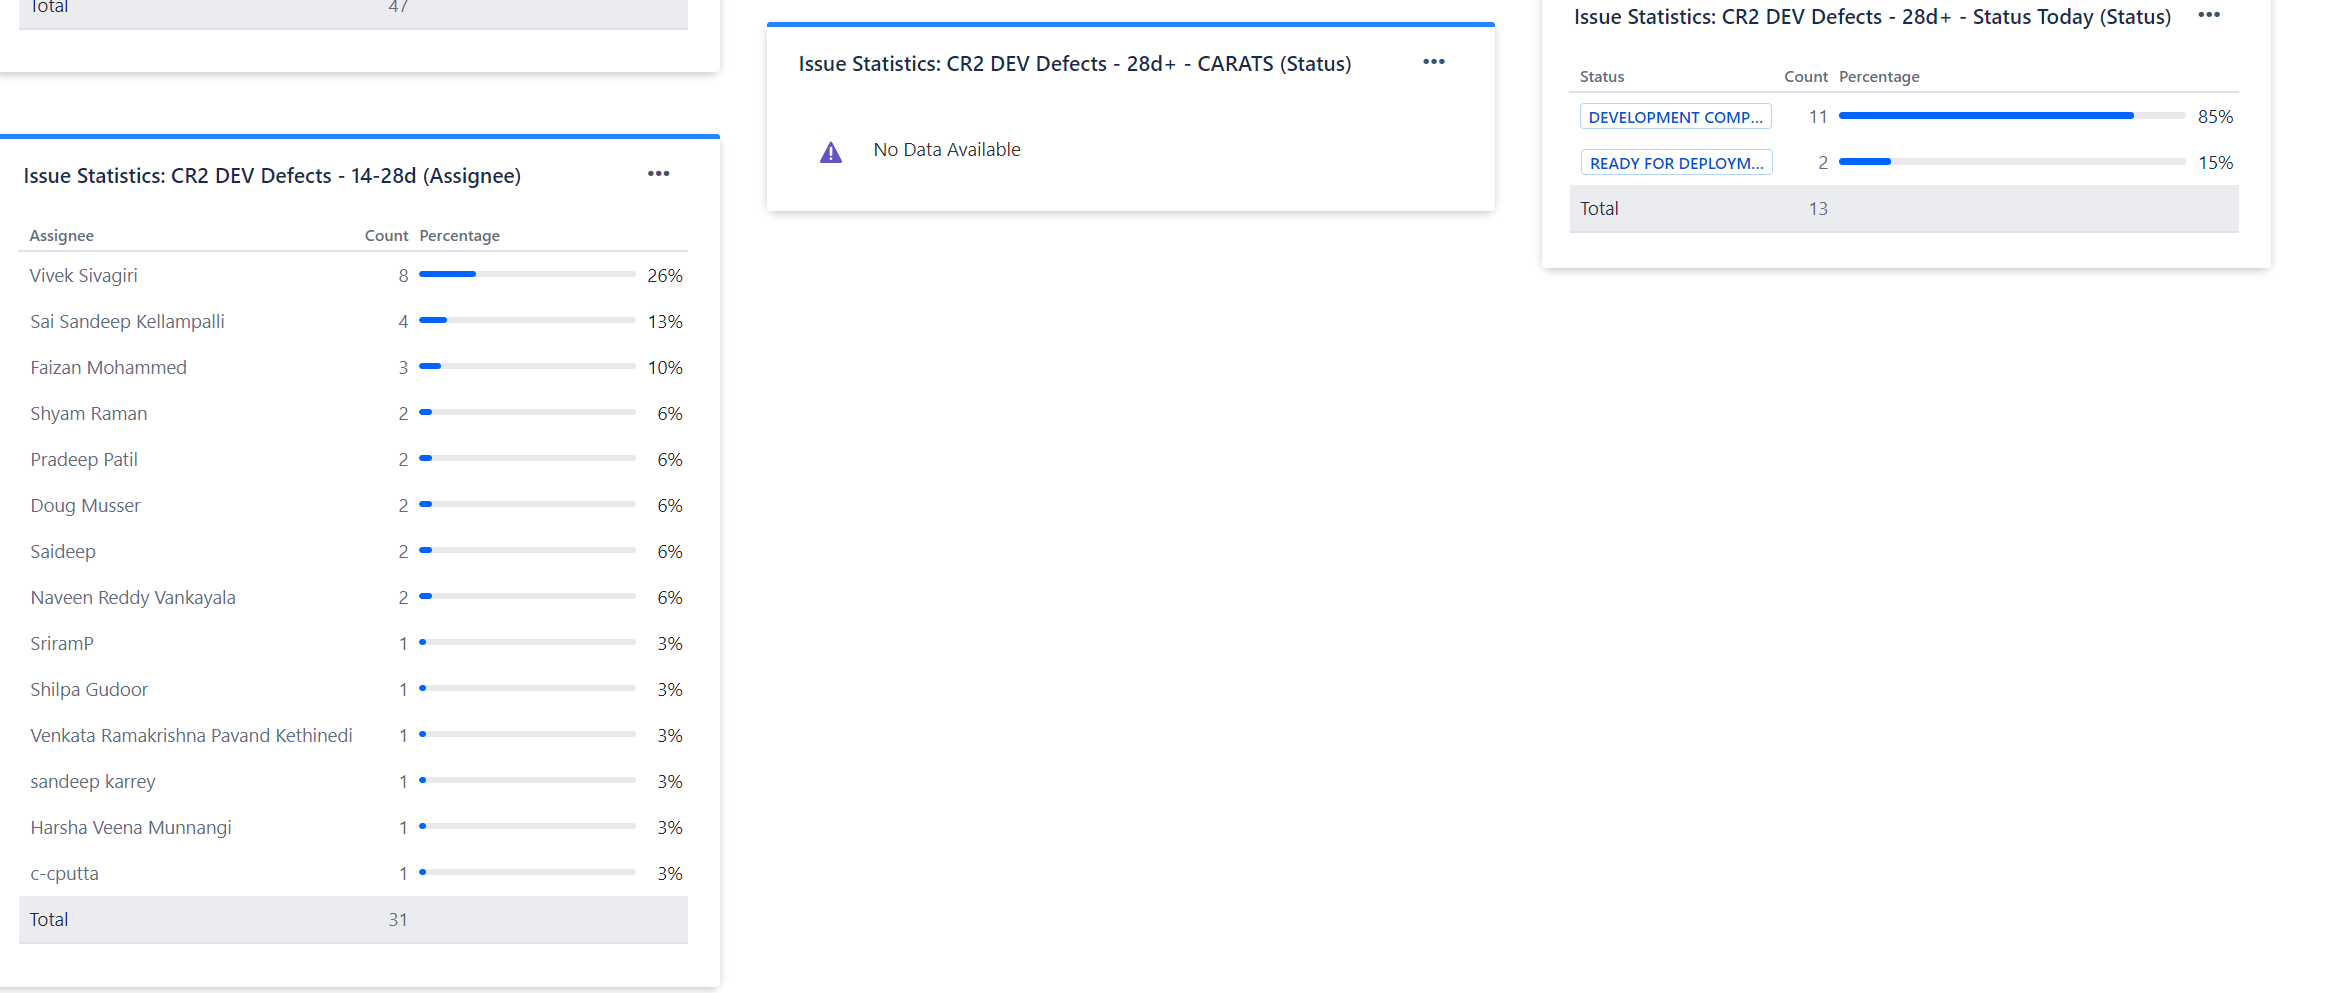 Total 47
Issue Statistics: CR2 DEV Defects - 14-28d (Assignee)
Assignee Count Percentage
Vivek Sivagiri 8 26%
Sai Sandeep Kellampalli 4 13%
Faizan Mohammed 3 10%
Shyam Raman 2 6%
Pradeep Patil 2 6%
Doug Musser 2 6%
Saideep 2 6%
Naveen Reddy Vankayala 2 6%
SriramP 1 3%
Shilpa Gudoor 1 3%
Venkata Ramakrishna Pavand Kethinedi 1 3%
sandeep karrey 1 3%
Harsha Veena Munnangi 1 3%
c-cputta 1 3%
Total 31
Issue Statistics: CR2 DEV Defects - 28d+ - CARATS (Status)
No Data Available
Issue Statistics: CR2 DEV Defects - 28d+ - Status Today (Status)
Status Count Percentage
DEVELOPMENT COMP... 11 85%
READY FOR DEPLOYM... 2 15%
Total 13